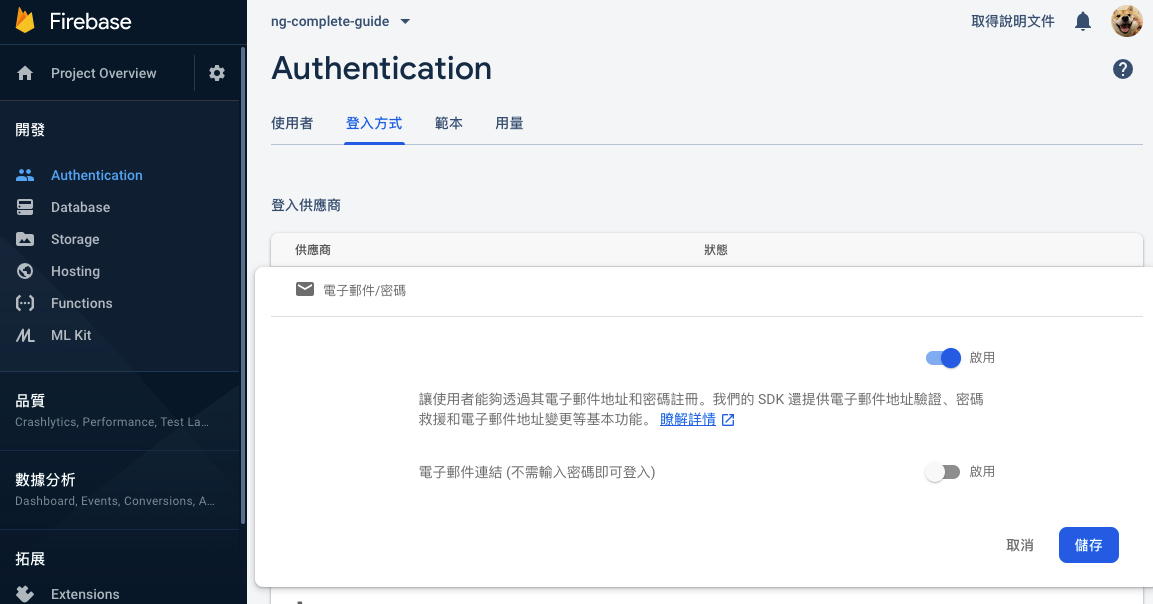 Firebase
Project Overview
開發
Authentication
Database
Storage
Hosting
Functions
ML Kit
品質
Crashlytics, Performance, Test La...
數據分析
Dashboard, Events, Conversions, A...
拓展
Extensions
ng-complete-guide
取得說明文件
Authentication
使用者 登入方式 範本 用量
登入供應商
供應商 狀態
電子郵件/密碼
啟用
讓使用者能夠透過其電子郵件地址和密碼註冊。我們的 SDK 還提供電子郵件地址驗證、密碼
救援和電子郵件地址變更等基本功能。 瞭解詳情
電子郵件連結 (不需輸入密碼即可登入) 啟用
取消 儲存